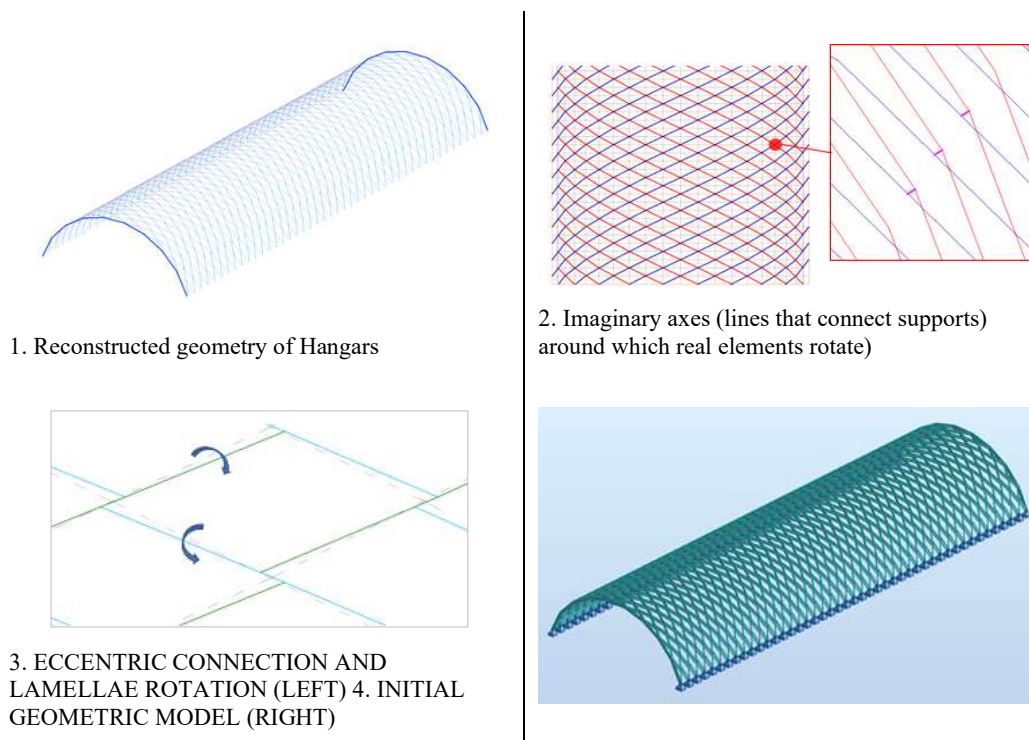 1. Reconstructed geometry of Hangars
2. Imaginary axes (lines that connect supports)
around which real elements rotate)
3. ECCENTRIC CONNECTION AND
LAMELLAE ROTATION (LEFT) 4. INITIAL
GEOMETRIC MODEL (RIGHT)